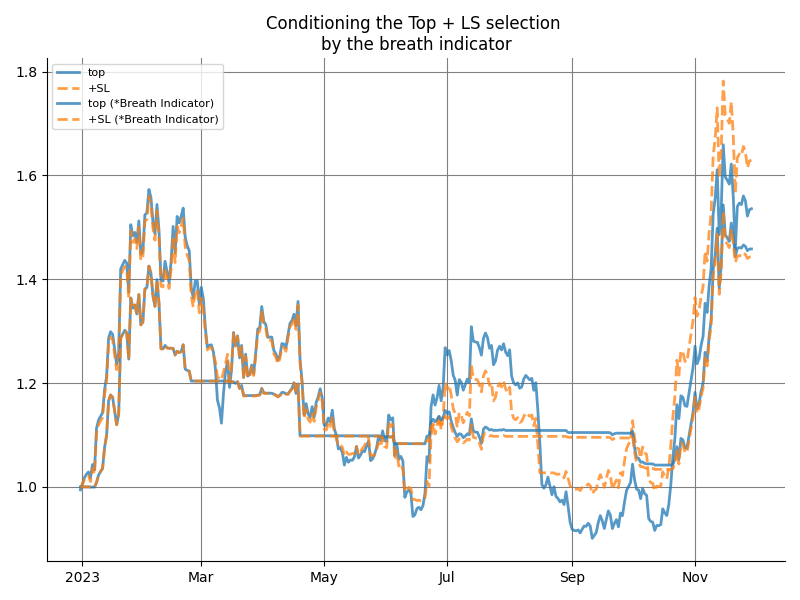 Conditioning the Top + LS selection
by the breath indicator
top
+SL
top (*Breath Indicator)
+SL (*Breath Indicator)
1.8
1.6
1.4
1.2
1.0
2023 Mar May Jul Sep Nov